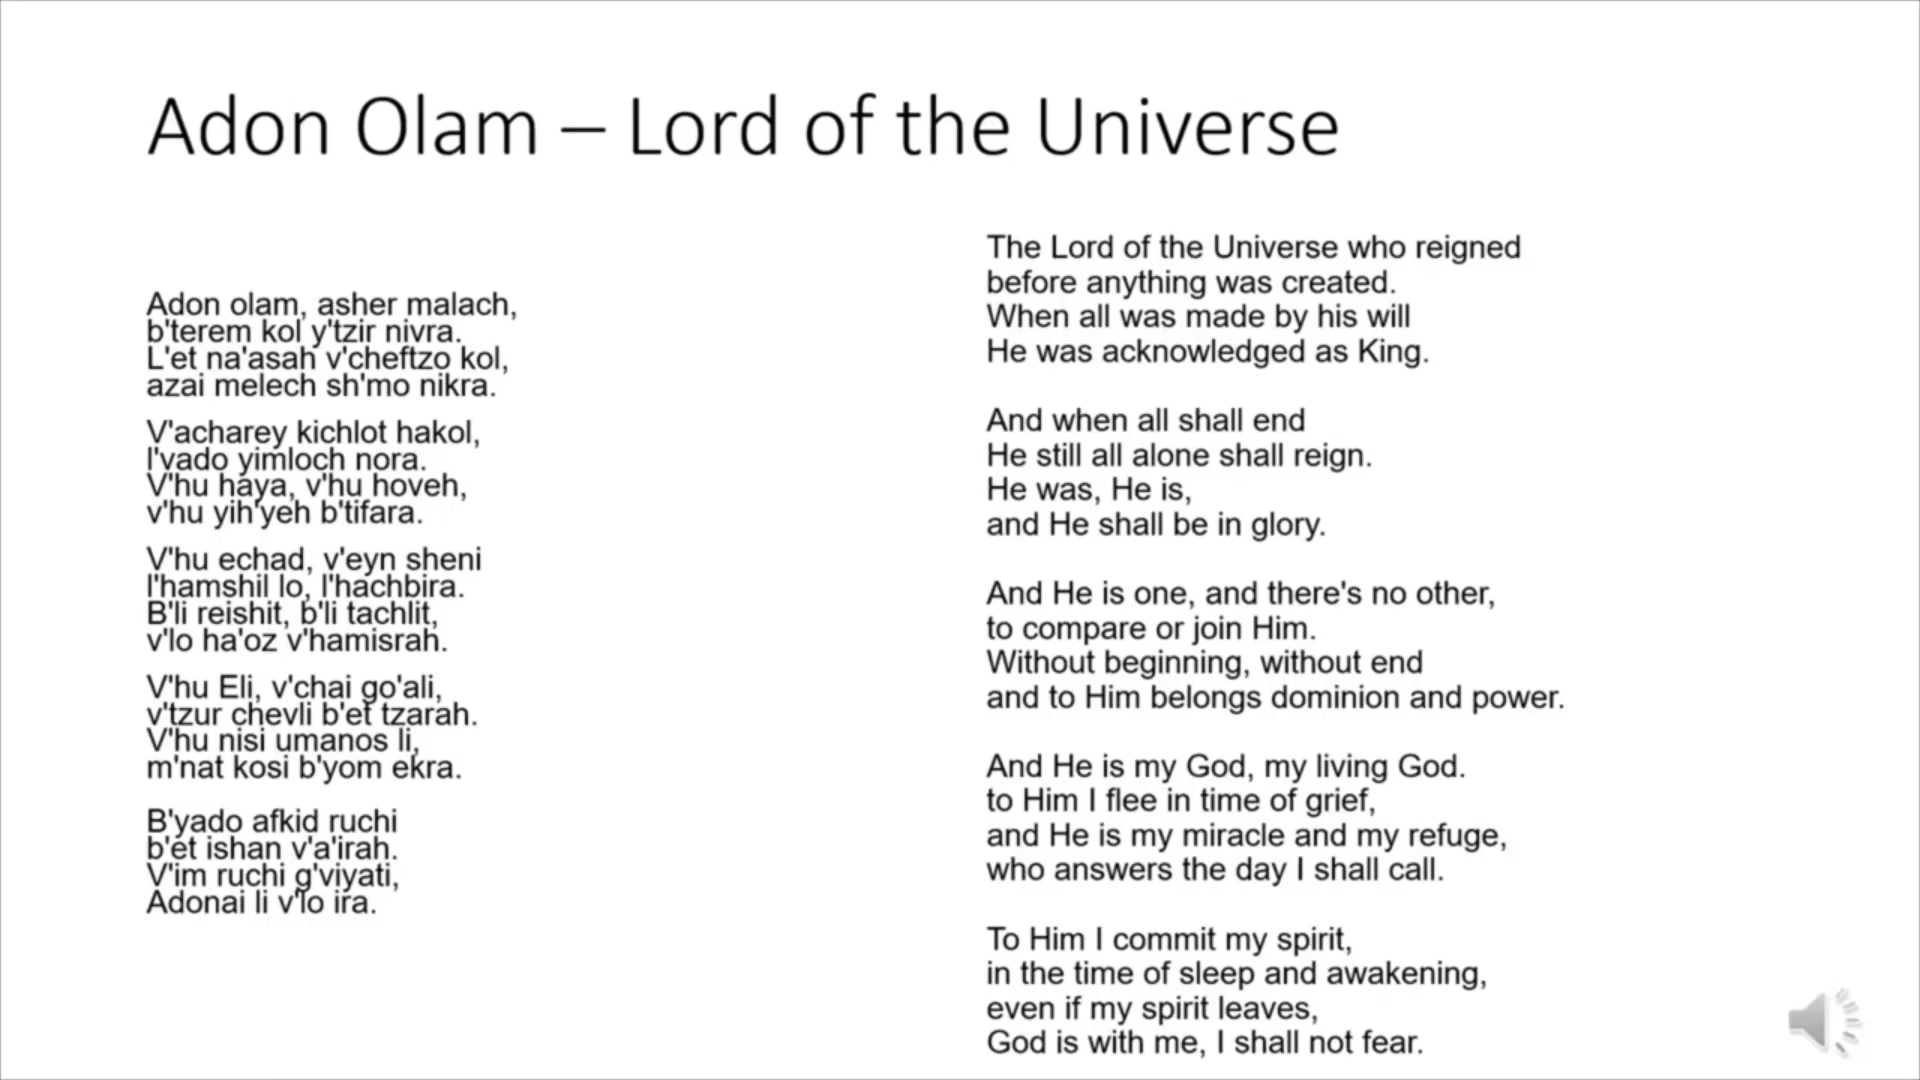 Adon Olam – Lord of the Universe
Adon olam, asher malach,
b'terem kol y'tzir nivra.
L'et na'asah v'cheftzo kol,
azai melech sh'mo nikra.
V'acharey kichlot hakol,
l'vado yimloch nora.
V'hu haya, v'hu hoveh,
v'hu yih'yeh b'tifara.
V'hu echad, v'eyn sheni
l'hamshil lo, l'hachbira.
B'li reishit, b'li tachlit,
v'lo ha'oz v'hamisrah.
V'hu Eli, v'chai go'ali,
v'tzur chevli b'et tzarah.
V'hu nisi umanos li,
m'nat kosi b'yom ekra.
B'yado afkid ruchi
b'et ishan v'a'irah.
V'im ruchi g'viyati,
Adonai li v'lo ira.
The Lord of the Universe who reigned
before anything was created.
When all was made by his will
He was acknowledged as King.
And when all shall end
He still all alone shall reign.
He was, He is,
and He shall be in glory.
And He is one, and there's no other,
to compare or join Him.
Without beginning, without end
and to Him belongs dominion and power.
And He is my God, my living God.
to Him I flee in time of grief,
and He is my miracle and my refuge,
who answers the day I shall call.
To Him I commit my spirit,
in the time of sleep and awakening,
even if my spirit leaves,
God is with me, I shall not fear.